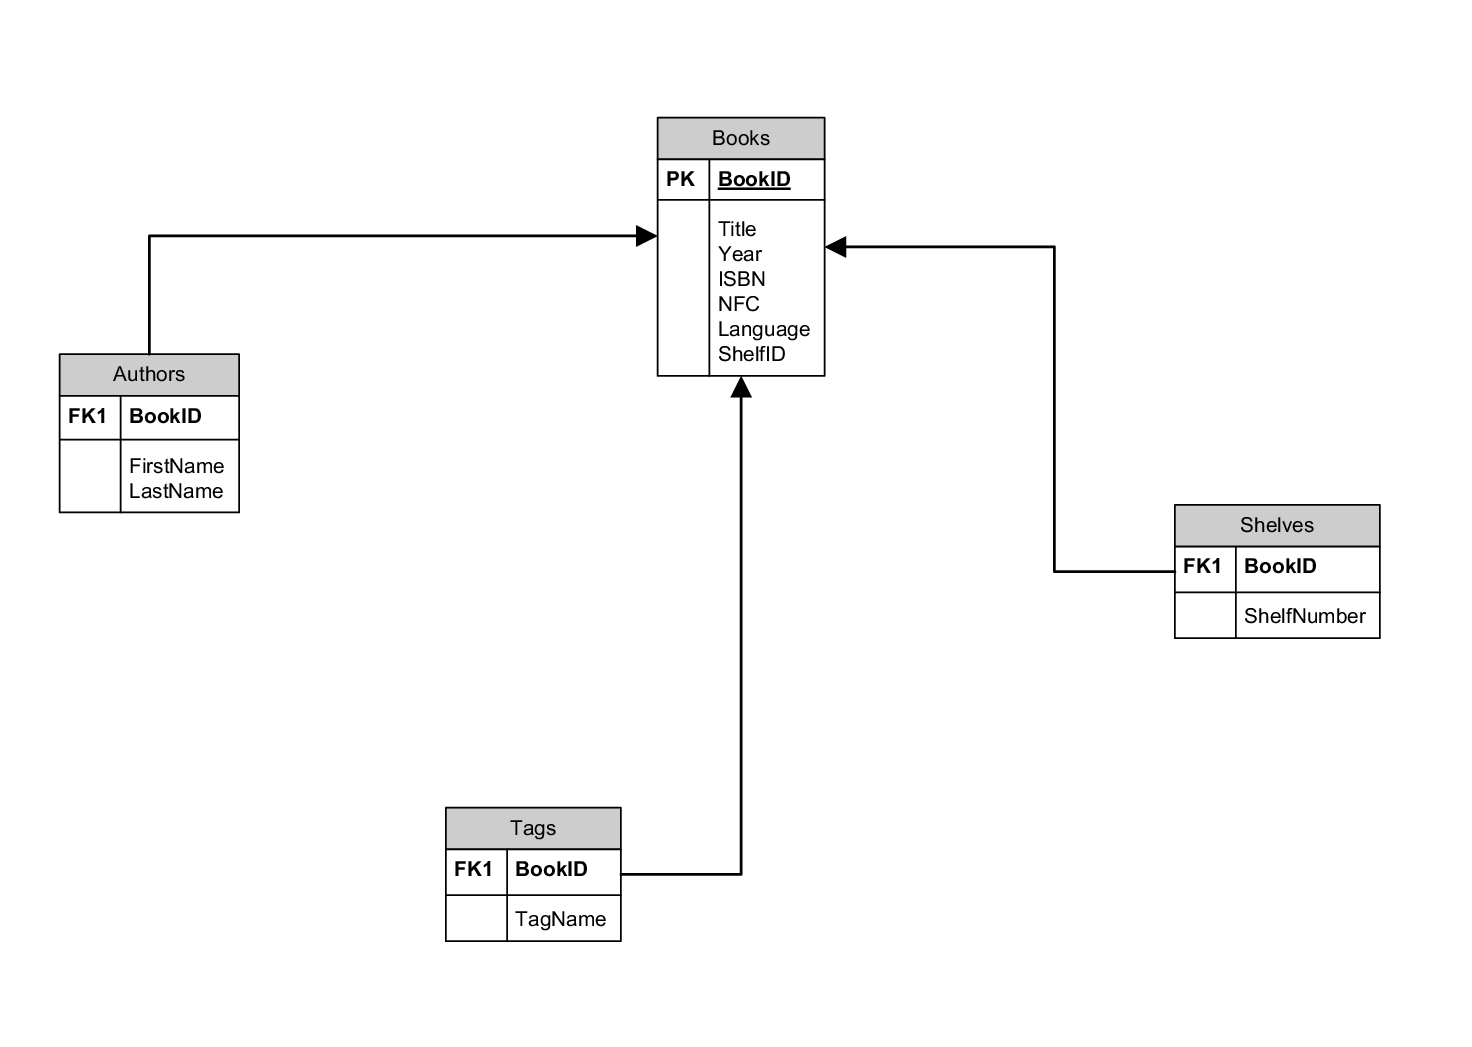 Books
PK BookID
Title
Year
ISBN
NFC
Language
ShelfID
Authors
FK1 BookID
FirstName
LastName
Shelves
FK1 BookID
ShelfNumber
Tags
FK1 BookID
TagName